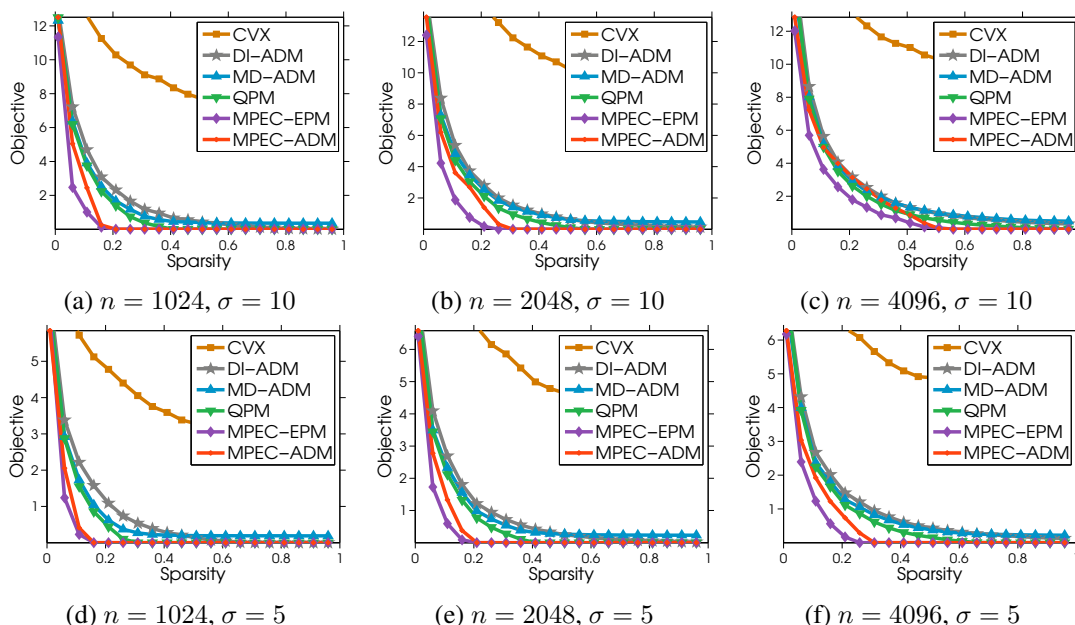 12
10
8
6
4
2
Objective
0 0.2 0.4 0.6 0.8 1
Sparsity
CVX
DI−ADM
MD−ADM
QPM
MPEC−EPM
MPEC−ADM
(a) n = 1024, σ = 10
12
10
8
6
4
2
Objective
0 0.2 0.4 0.6 0.8 1
Sparsity
CVX
DI−ADM
MD−ADM
QPM
MPEC−EPM
MPEC−ADM
(b) n = 2048, σ = 10
12
10
8
6
4
2
Objective
0 0.2 0.4 0.6 0.8 1
Sparsity
CVX
DI−ADM
MD−ADM
QPM
MPEC−EPM
MPEC−ADM
(c) n = 4096, σ = 10
5
4
3
2
1
Objective
0 0.2 0.4 0.6 0.8 1
Sparsity
CVX
DI−ADM
MD−ADM
QPM
MPEC−EPM
MPEC−ADM
(d) n = 1024, σ = 5
6
5
4
3
2
1
Objective
0 0.2 0.4 0.6 0.8 1
Sparsity
CVX
DI−ADM
MD−ADM
QPM
MPEC−EPM
MPEC−ADM
(e) n = 2048, σ = 5
6
5
4
3
2
1
Objective
0 0.2 0.4 0.6 0.8
Sparsity
CVX
DI−ADM
MD−ADM
QPM
MPEC−EPM
MPEC−ADM
(f) n = 4096, σ = 5